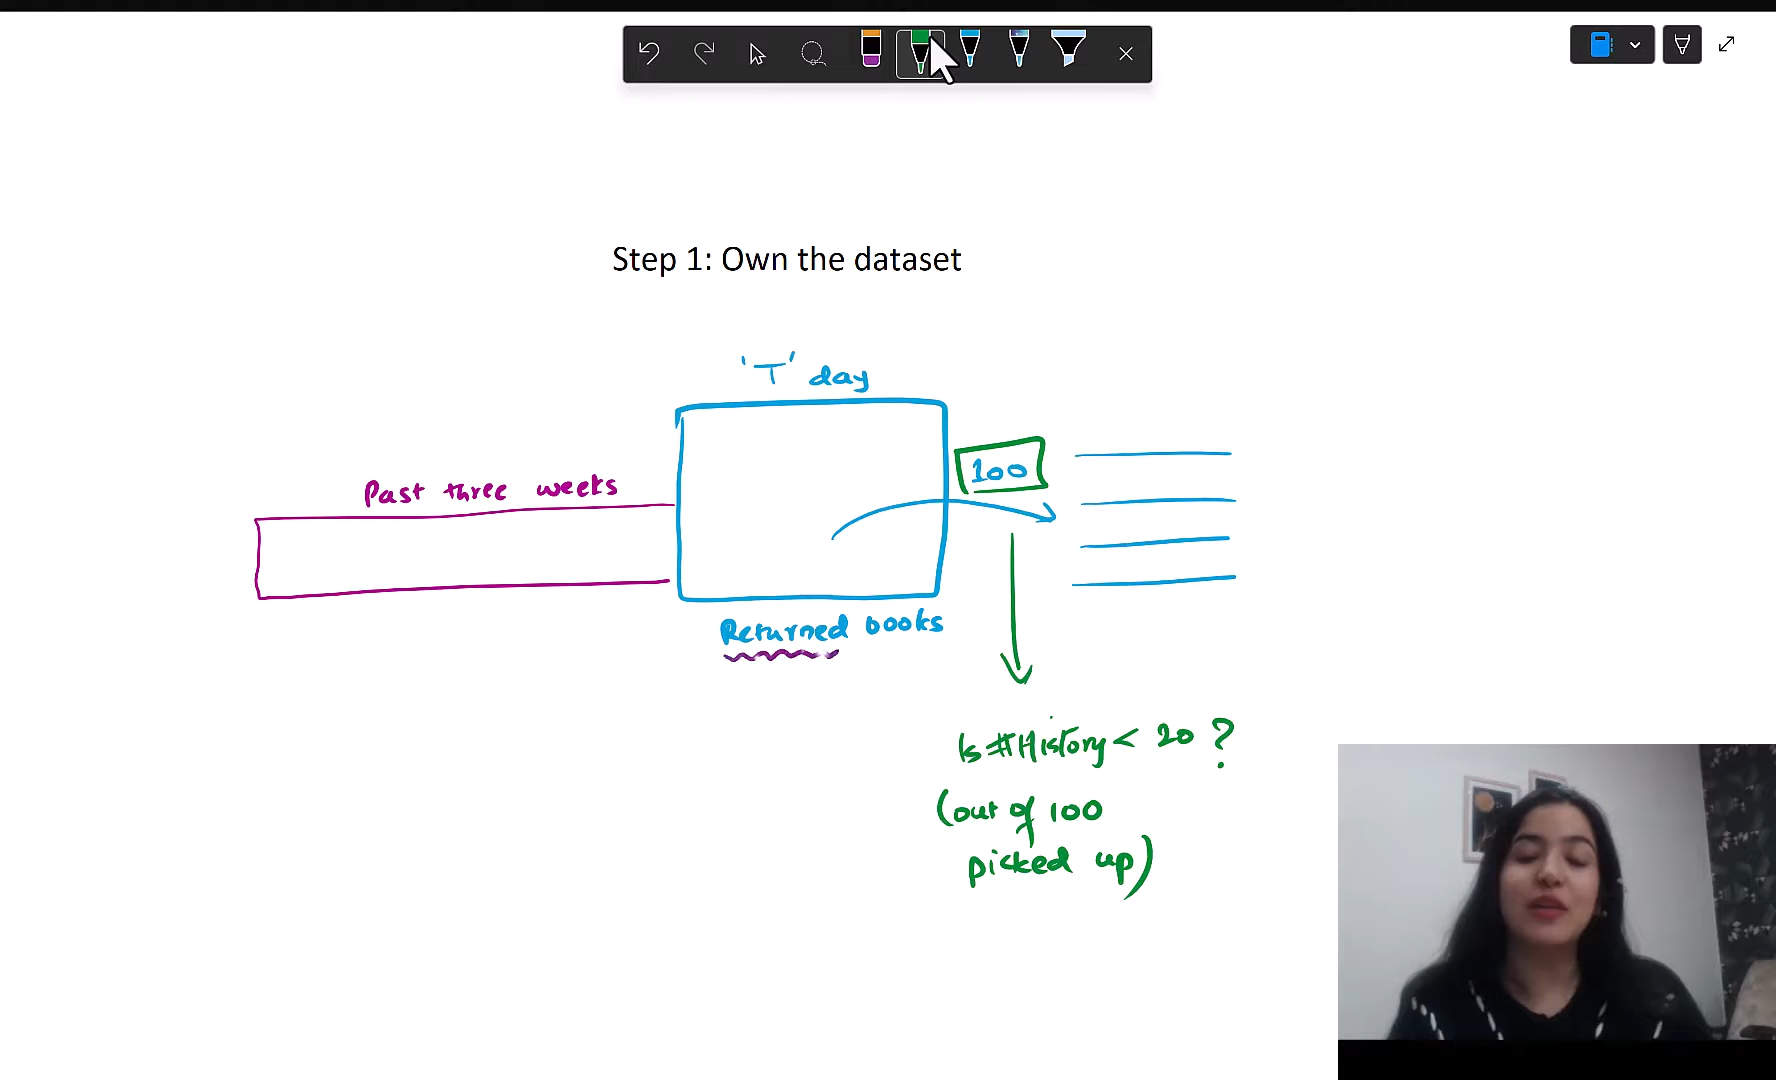 Step 1: Own the dataset
'T' day
100
Past three weeks
Returned books
Is #History < 20 ?
(out of 100
picked up)